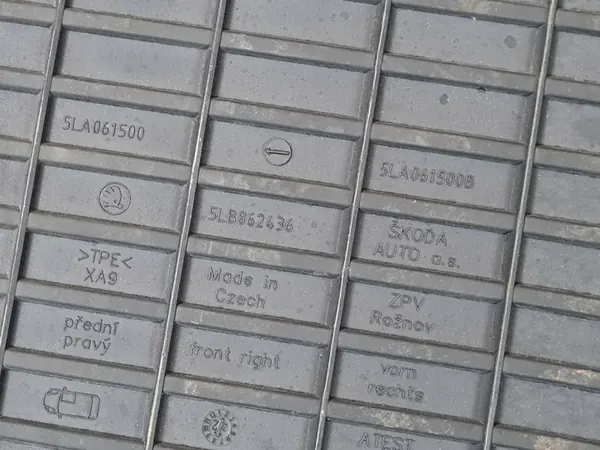 5LA061500
5LA061500B
5LB862436
ŠKODA
AUTO a.s.
>TPE<
XA9
Made in
Czech
ZPV
Rožnov
přední
pravý
front right
vorn
rechts
ATEST